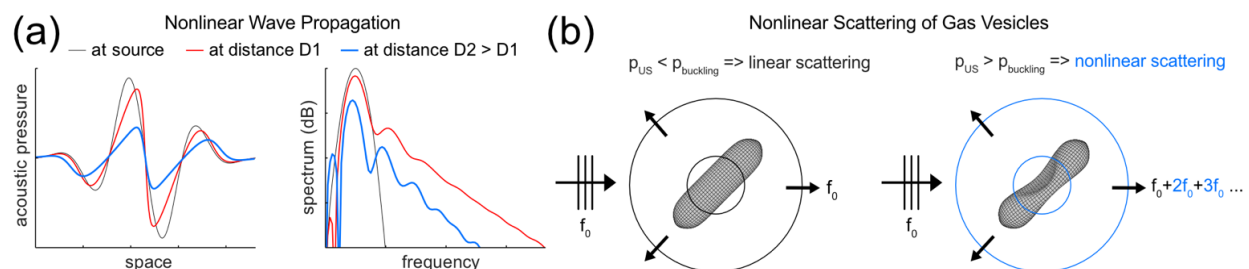 (a)
Nonlinear Wave Propagation
at source
at distance D1
at distance D2 > D1
acoustic pressure
space
spectrum (dB)
frequency
(b)
Nonlinear Scattering of Gas Vesicles
pUS < pbuckling => linear scattering
f0
f0
pUS > pbuckling => nonlinear scattering
f0
f0+2f0+3f0 ...